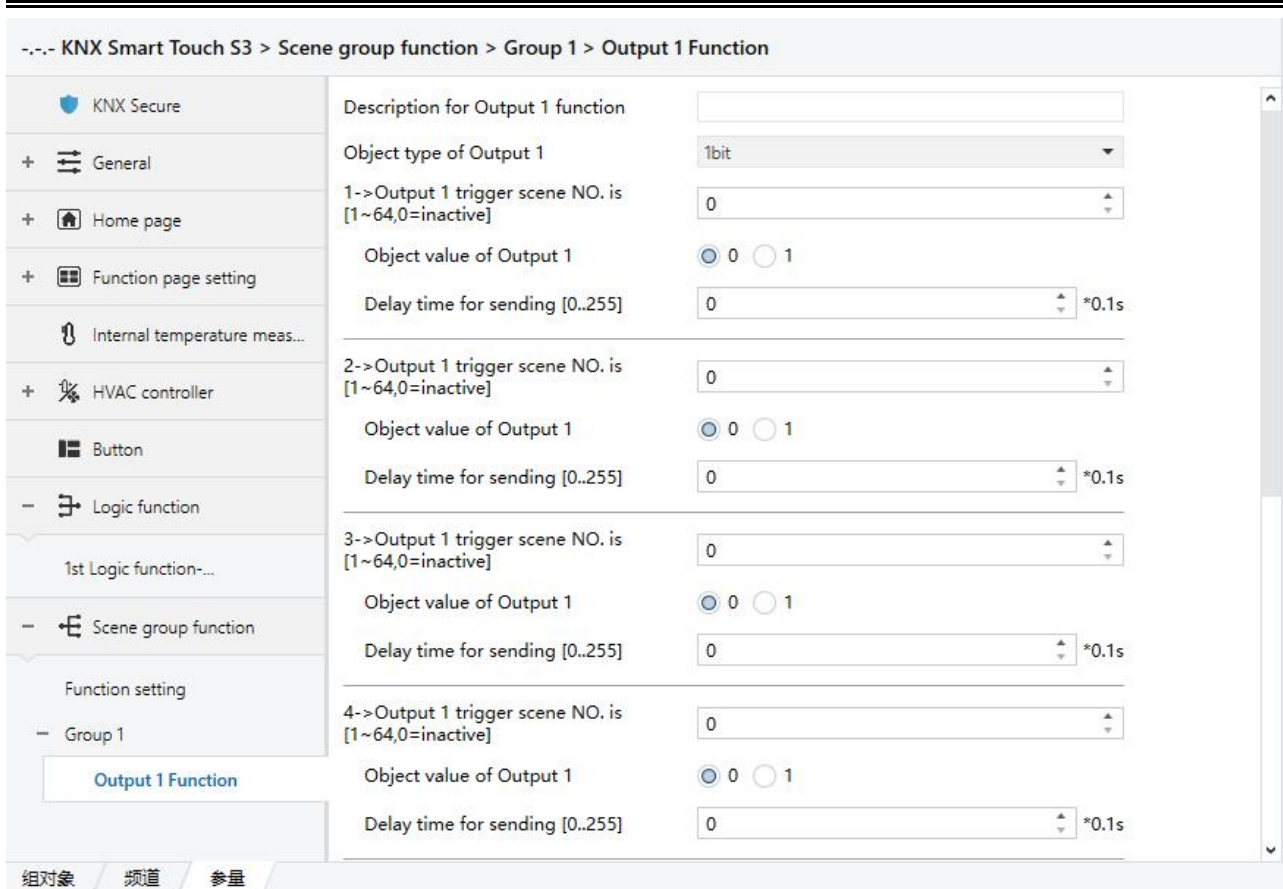 -.-.- KNX Smart Touch S3 > Scene group function > Group 1 > Output 1 Function
KNX Secure
+ General
+ Home page
+ Function page setting
Internal temperature meas...
+ HVAC controller
Button
− Logic function
1st Logic function-...
− Scene group function
Function setting
− Group 1
Output 1 Function
Description for Output 1 function
Object type of Output 1 1bit
1->Output 1 trigger scene NO. is
[1~64,0=inactive] 0
Object value of Output 1 0 1
Delay time for sending [0..255] 0 *0.1s
2->Output 1 trigger scene NO. is
[1~64,0=inactive] 0
Object value of Output 1 0 1
Delay time for sending [0..255] 0 *0.1s
3->Output 1 trigger scene NO. is
[1~64,0=inactive] 0
Object value of Output 1 0 1
Delay time for sending [0..255] 0 *0.1s
4->Output 1 trigger scene NO. is
[1~64,0=inactive] 0
Object value of Output 1 0 1
Delay time for sending [0..255] 0 *0.1s
组对象 频道 参量